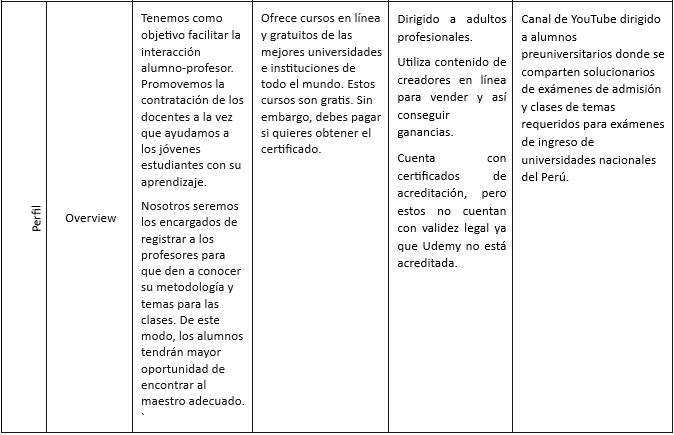 Perfil
Overview
Tenemos como
objetivo facilitar la
interacción
alumno-profesor.
Promovemos la
contratación de los
docentes a la vez
que ayudamos a
los jóvenes
estudiantes con su
aprendizaje.
Nosotros seremos
los encargados de
registrar a los
profesores para
que den a conocer
su metodología y
temas para las
clases. De este
modo, los alumnos
tendrán mayor
oportunidad de
encontrar al
maestro adecuado.
`
Ofrece cursos en línea
y gratuitos de las
mejores universidades
e instituciones de
todo el mundo. Estos
cursos son gratis. Sin
embargo, debes pagar
si quieres obtener el
certificado.
Dirigido a adultos
profesionales.
Utiliza contenido de
creadores en línea
para vender y así
conseguir
ganancias.
Cuenta con
certificados de
acreditación, pero
estos no cuentan
con validez legal ya
que Udemy no está
acreditada.
Canal de YouTube dirigido
a alumnos
preuniversitarios donde se
comparten solucionarios
de exámenes de admisión
y clases de temas
requeridos para exámenes
de ingreso de
universidades nacionales
del Perú.